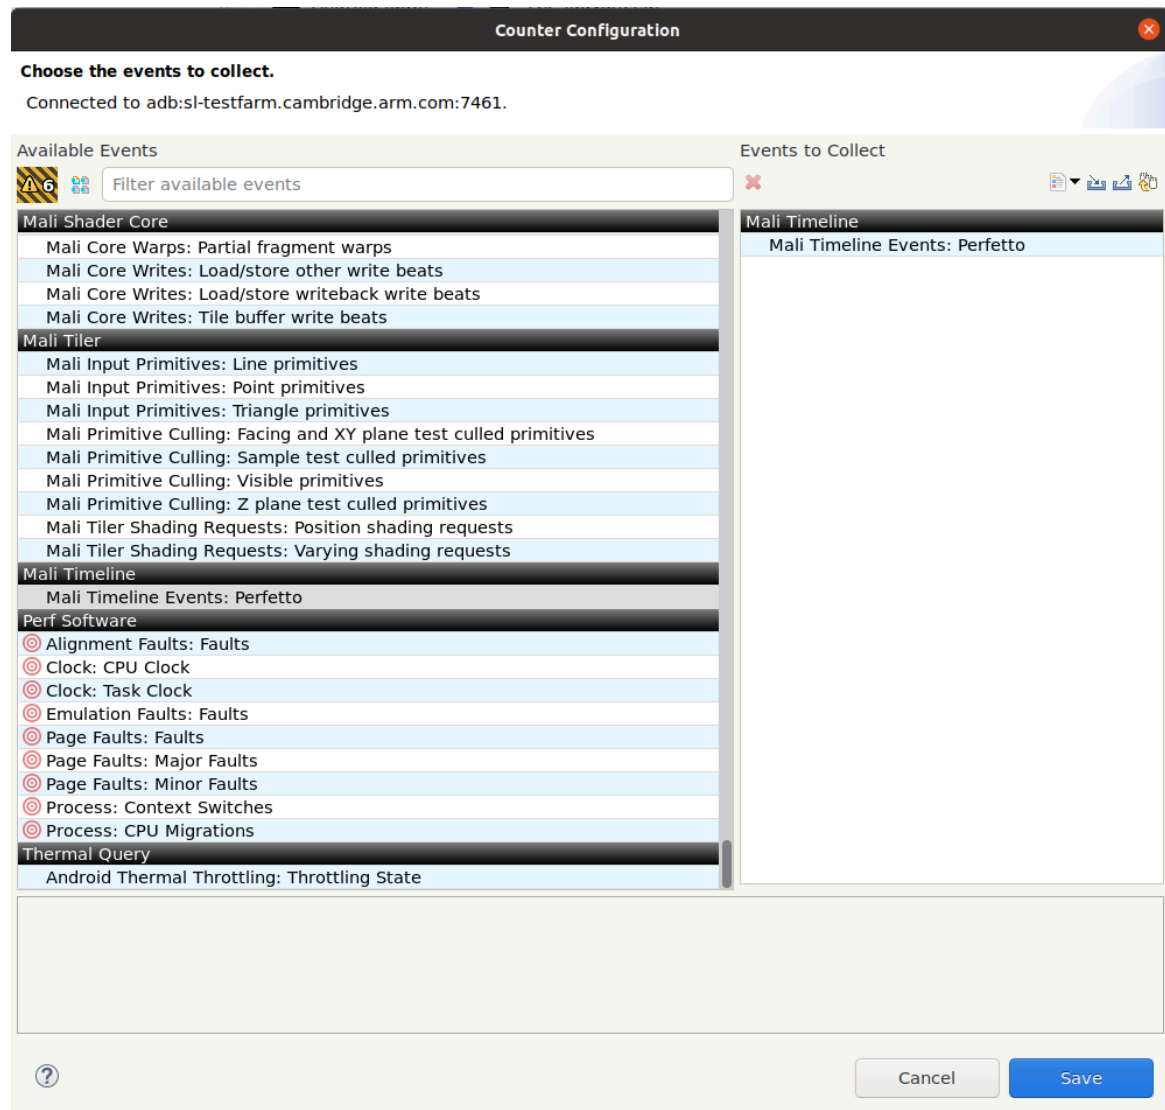 Counter Configuration
Choose the events to collect.
Connected to adb:sl-testfarm.cambridge.arm.com:7461.
Available Events
Events to Collect
6
Filter available events
Mali Shader Core
Mali Core Warps: Partial fragment warps
Mali Core Writes: Load/store other write beats
Mali Core Writes: Load/store writeback write beats
Mali Core Writes: Tile buffer write beats
Mali Tiler
Mali Input Primitives: Line primitives
Mali Input Primitives: Point primitives
Mali Input Primitives: Triangle primitives
Mali Primitive Culling: Facing and XY plane test culled primitives
Mali Primitive Culling: Sample test culled primitives
Mali Primitive Culling: Visible primitives
Mali Primitive Culling: Z plane test culled primitives
Mali Tiler Shading Requests: Position shading requests
Mali Tiler Shading Requests: Varying shading requests
Mali Timeline
Mali Timeline Events: Perfetto
Perf Software
Alignment Faults: Faults
Clock: CPU Clock
Clock: Task Clock
Emulation Faults: Faults
Page Faults: Faults
Page Faults: Major Faults
Page Faults: Minor Faults
Process: Context Switches
Process: CPU Migrations
Thermal Query
Android Thermal Throttling: Throttling State
Mali Timeline
Mali Timeline Events: Perfetto
?
Cancel
Save